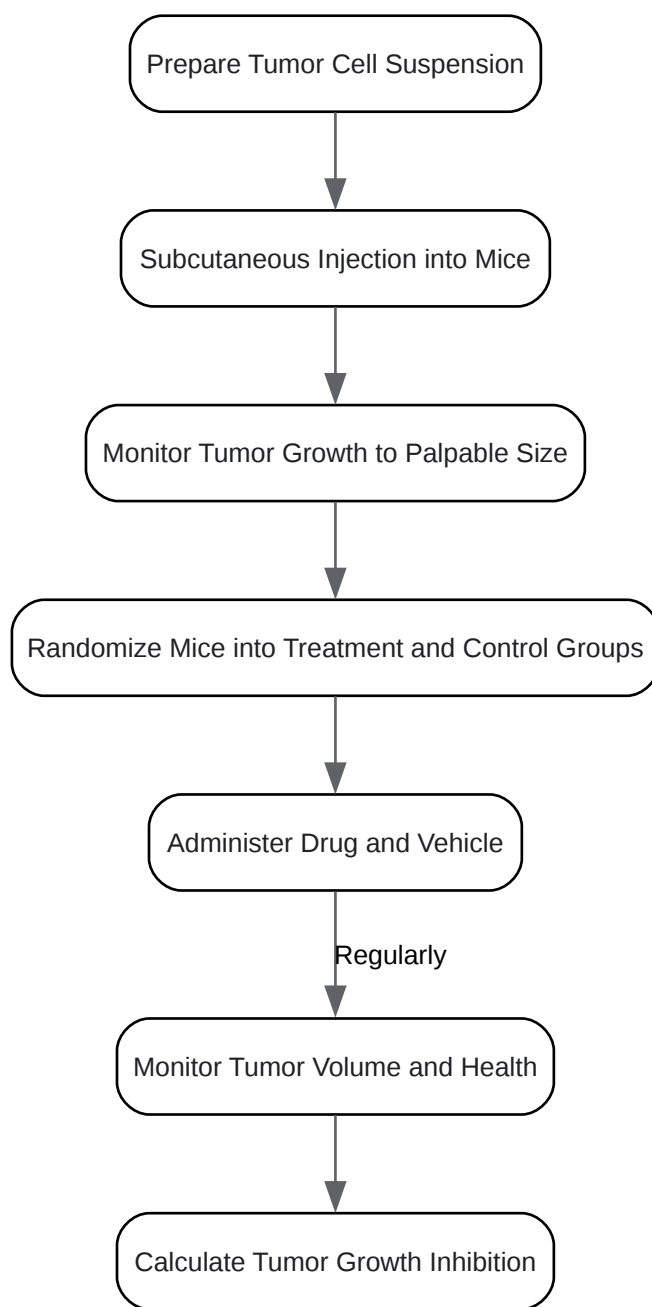 Prepare Tumor Cell Suspension
Subcutaneous Injection into Mice
Monitor Tumor Growth to Palpable Size
Randomize Mice into Treatment and Control Groups
Administer Drug and Vehicle
Regularly
Monitor Tumor Volume and Health
Calculate Tumor Growth Inhibition